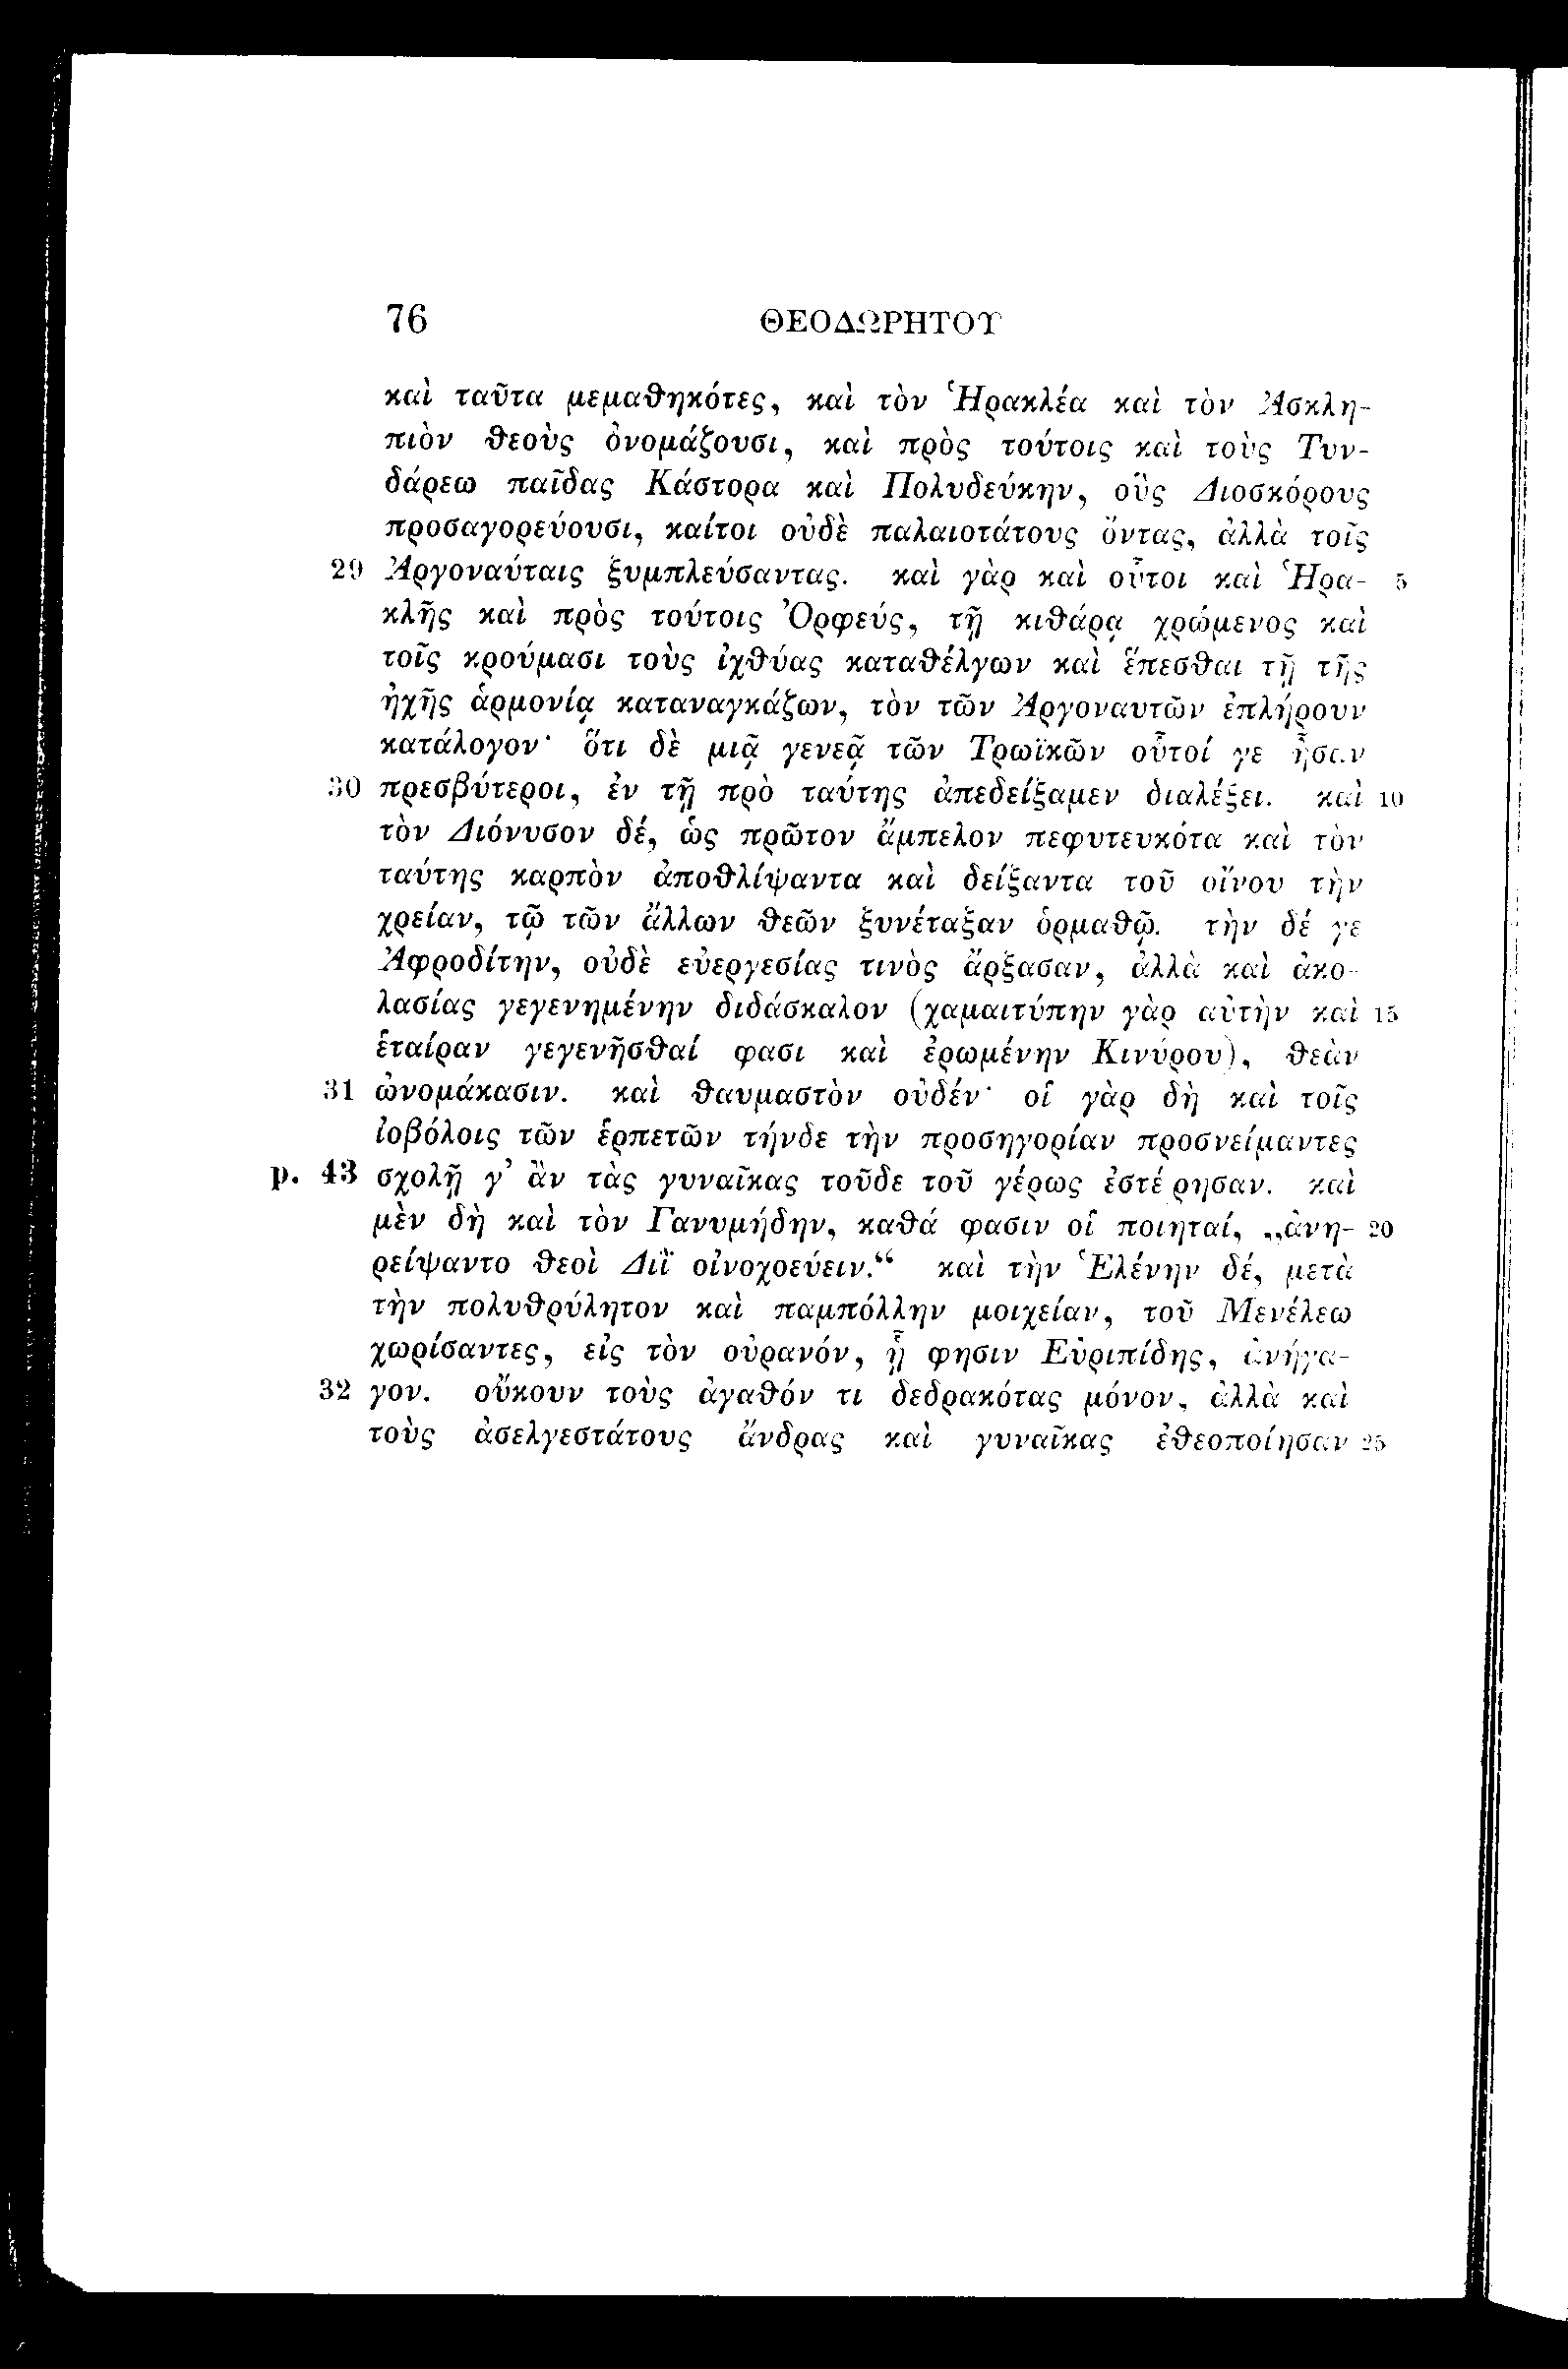 76 ΘΕΟΔΩΡΗΤΟΥ
καὶ ταῦτα μεμαθηκότες, καὶ τὸν Ἡρακλέα καὶ τὸν Ἀσκλη-
πιὸν θεοὺς ὀνομάζουσι, καὶ πρὸς τούτοις καὶ τοὺς Τυν-
δάρεω παῖδας Κάστορα καὶ Πολυδεύκην, οὓς Διοσκόρους
προσαγορεύουσι, καίτοι οὐδὲ παλαιοτάτους ὄντας, ἀλλὰ τοῖς
29 Ἀργοναύταις ξυμπλεύσαντας. καὶ γὰρ καὶ οὗτοι καὶ Ἡρα- 5
κλῆς καὶ πρὸς τούτοις Ὀρφεύς, τῇ κιθάρᾳ χρώμενος καὶ
τοῖς κρούμασι τοὺς ἰχθύας καταθέλγων καὶ ἕπεσθαι τῇ τῆς
ἠχῆς ἁρμονίᾳ καταναγκάζων, τὸν τῶν Ἀργοναυτῶν ἐπλήρουν
κατάλογον· ὅτι δὲ μιᾷ γενεᾷ τῶν Τρωϊκῶν οὗτοί γε ἦσαν
30 πρεσβύτεροι, ἐν τῇ πρὸ ταύτης ἀπεδείξαμεν διαλέξει. καὶ 10
τὸν Διόνυσον δέ, ὡς πρῶτον ἄμπελον πεφυτευκότα καὶ τὸν
ταύτης καρπὸν ἀποθλίψαντα καὶ δείξαντα τοῦ οἴνου τὴν
χρείαν, τῷ τῶν ἄλλων θεῶν ξυνέταξαν ὁρμαθῷ. τὴν δέ γε
Ἀφροδίτην, οὐδὲ εὐεργεσίας τινὸς ἄρξασαν, ἀλλὰ καὶ ἀκο-
λασίας γεγενημένην διδάσκαλον (χαμαιτύπην γὰρ αὐτὴν καὶ 15
ἑταίραν γεγενῆσθαί φασι καὶ ἐρωμένην Κινύρου), θεὰν
31 ὠνομάκασιν. καὶ θαυμαστὸν οὐδέν· οἱ γὰρ δὴ καὶ τοῖς
ἰοβόλοις τῶν ἑρπετῶν τήνδε τὴν προσηγορίαν προσνείμαντες
p. 43 σχολῇ γ’ ἂν τὰς γυναῖκας τοῦδε τοῦ γέρως ἐστέρησαν. καὶ
μὲν δὴ καὶ τὸν Γανυμήδην, καθά φασιν οἱ ποιηταί, „ἀνη- 20
ρείψαντο θεοὶ Διῒ οἰνοχοεύειν.“ καὶ τὴν Ἑλένην δέ, μετὰ
τὴν πολυθρύλητον καὶ παμπόλλην μοιχείαν, τοῦ Μενέλεω
χωρίσαντες, εἰς τὸν οὐρανόν, ᾗ φησιν Εὐριπίδης, ἀνήγα-
32 γον. οὔκουν τοὺς ἀγαθόν τι δεδρακότας μόνον, ἀλλὰ καὶ
τοὺς ἀσελγεστάτους ἄνδρας καὶ γυναῖκας ἐθεοποίησαν 25